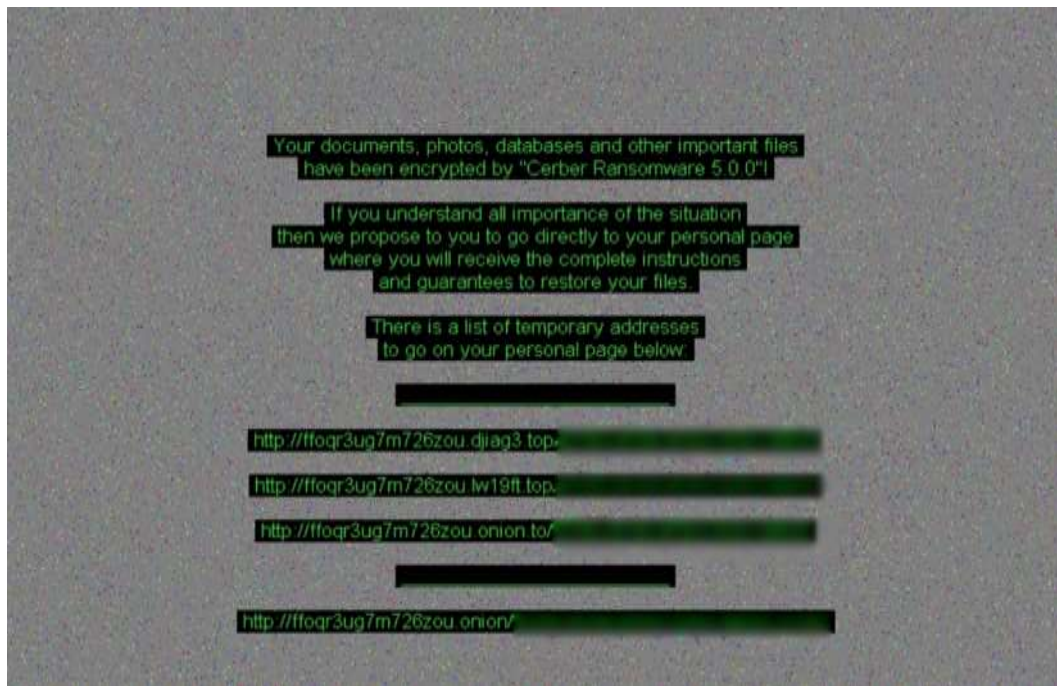 Your documents, photos, databases and other important files
have been encrypted by "Cerber Ransomware 5.0.0"!
If you understand all importance of the situation
then we propose to you to go directly to your personal page
where you will receive the complete instructions
and guarantees to restore your files.
There is a list of temporary addresses
to go on your personal page below:
http://ffoqr3ug7m726zou.djiag3.top
http://ffoqr3ug7m726zou.lw19ft.top
http://ffoqr3ug7m726zou.onion.to/
http://ffoqr3ug7m726zou.onion/